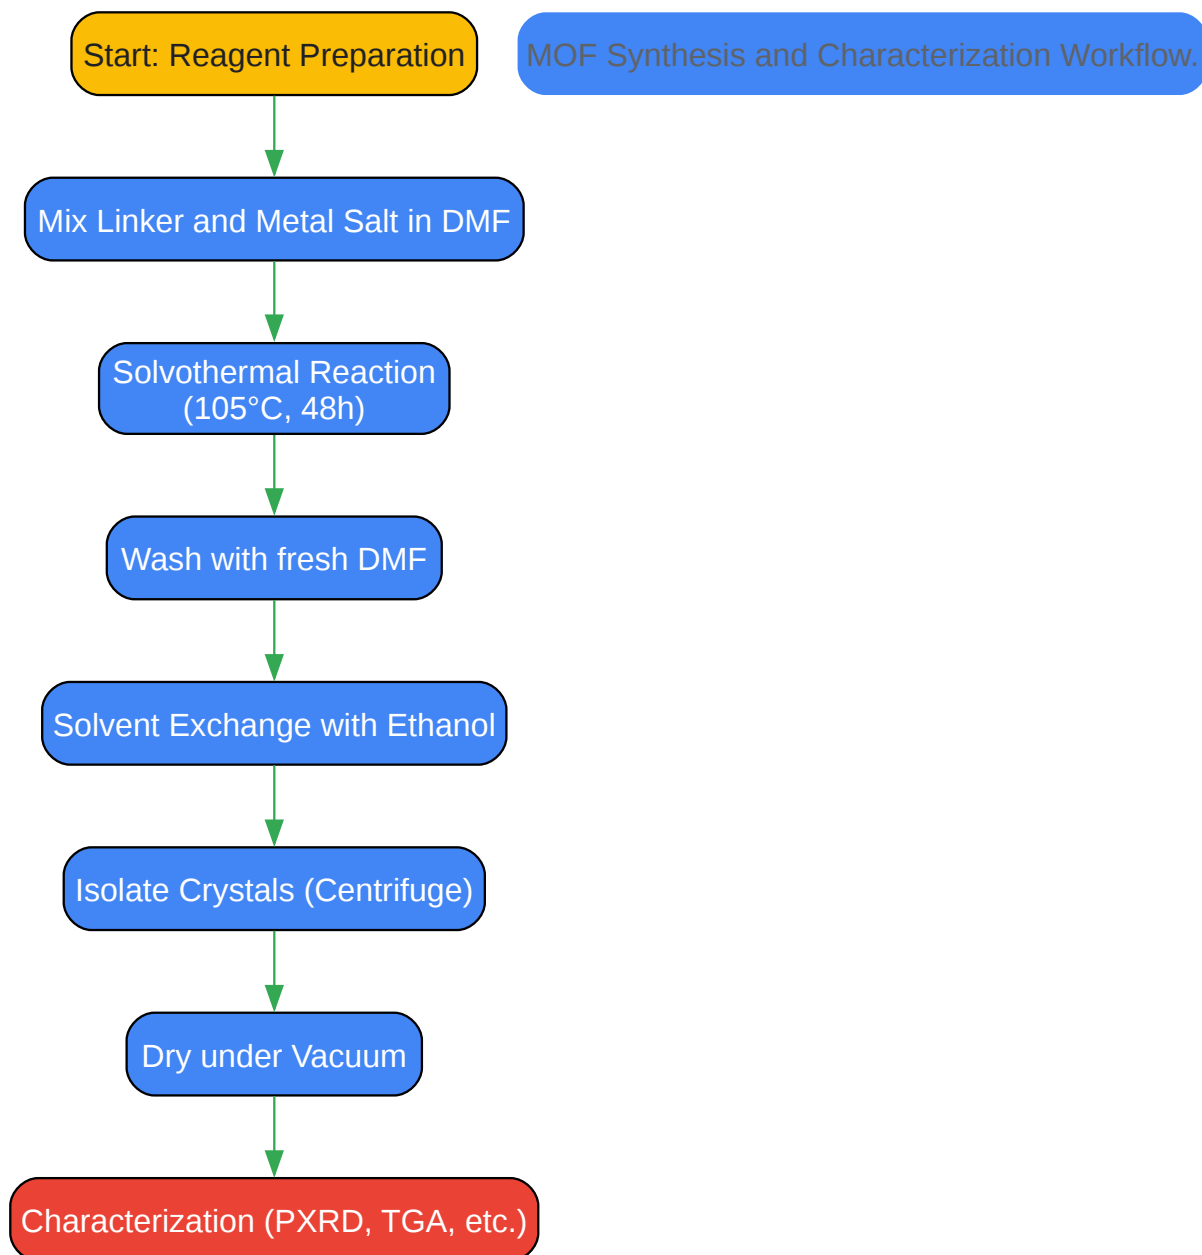 Start: Reagent Preparation
MOF Synthesis and Characterization Workflow.
Mix Linker and Metal Salt in DMF
Solvothermal Reaction
(105°C, 48h)
Wash with fresh DMF
Solvent Exchange with Ethanol
Isolate Crystals (Centrifuge)
Dry under Vacuum
Characterization (PXRD, TGA, etc.)